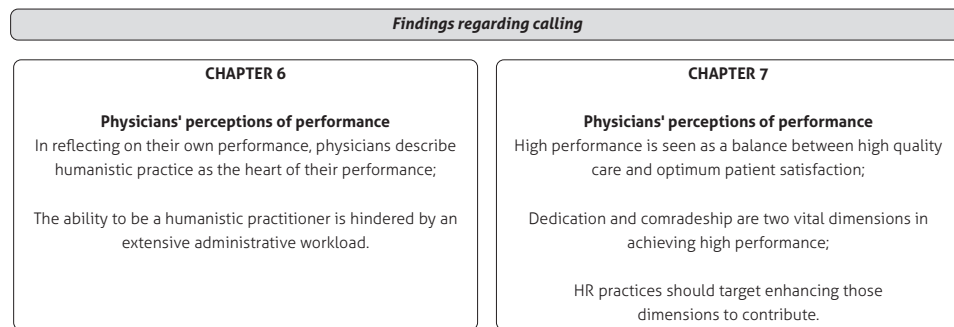 Findings regarding calling
CHAPTER 6
Physicians' perceptions of performance
In reflecting on their own performance, physicians describe
humanistic practice as the heart of their performance;
The ability to be a humanistic practitioner is hindered by an
extensive administrative workload.
CHAPTER 7
Physicians' perceptions of performance
High performance is seen as a balance between high quality
care and optimum patient satisfaction;
Dedication and comradeship are two vital dimensions in
achieving high performance;
HR practices should target enhancing those
dimensions to contribute.